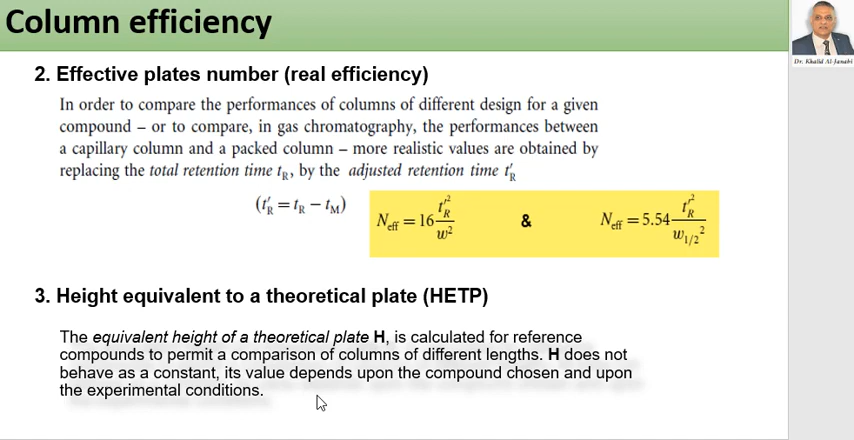 Column efficiency
Dr. Khalid Al-Janabi
2. Effective plates number (real efficiency)
In order to compare the performances of columns of different design for a given
compound – or to compare, in gas chromatography, the performances between
a capillary column and a packed column – more realistic values are obtained by
replacing the total retention time tR, by the adjusted retention time t′R
(t′R = tR − tM)
Neff = 16 t′R²/w² & Neff = 5.54 t′R²/w1/2²
3. Height equivalent to a theoretical plate (HETP)
The equivalent height of a theoretical plate H, is calculated for reference
compounds to permit a comparison of columns of different lengths. H does not
behave as a constant, its value depends upon the compound chosen and upon
the experimental conditions.